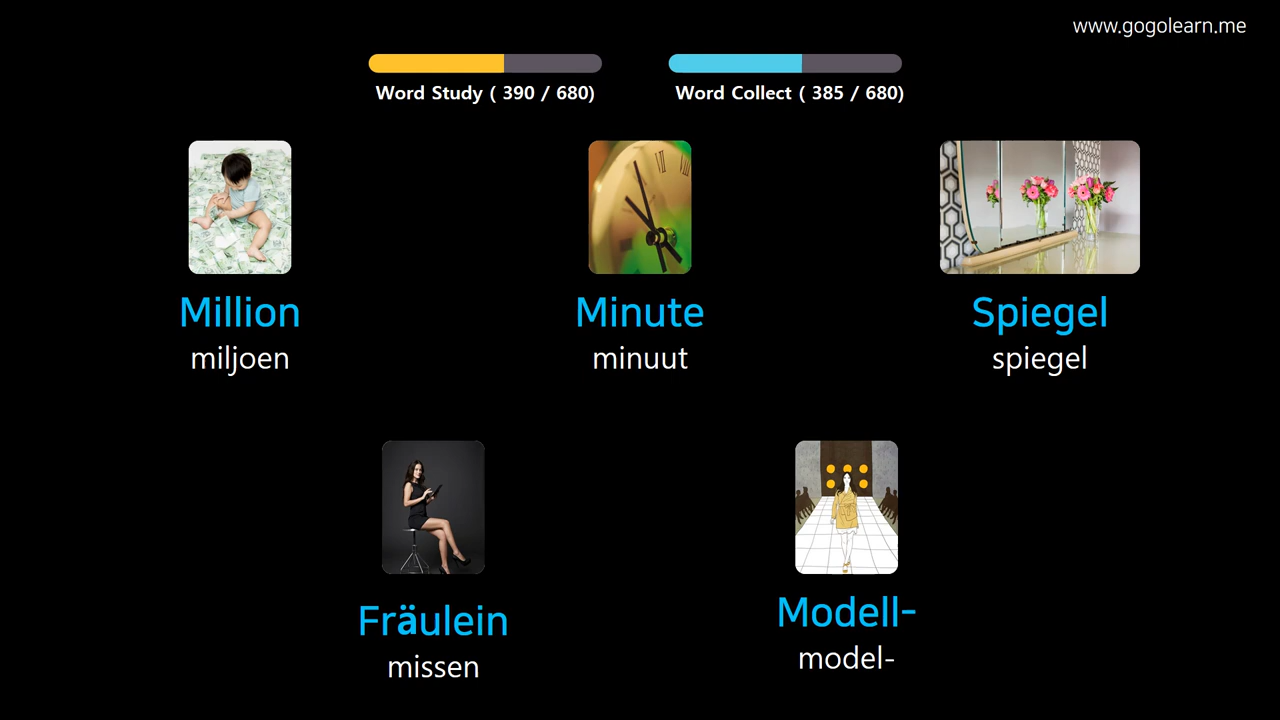 www.gogolearn.me
Word Study ( 390 / 680)
Word Collect ( 385 / 680)
Million
miljoen
Minute
minuut
Spiegel
spiegel
Fräulein
missen
Modell-
model-